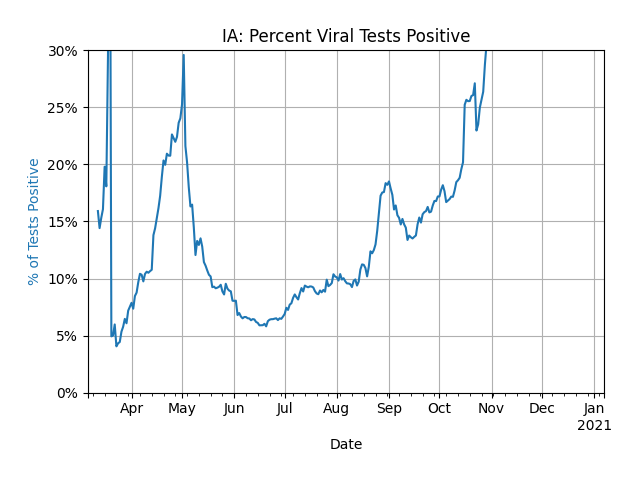 IA: Percent Viral Tests Positive
30%
25%
20%
15%
10%
5%
0%
% of Tests Positive
Apr May Jun Jul Aug Sep Oct Nov Dec Jan
2021
Date